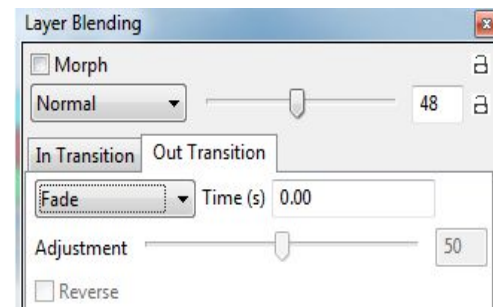 Layer Blending
Morph
Normal 48
In Transition Out Transition
Fade Time (s) 0.00
Adjustment 50
Reverse